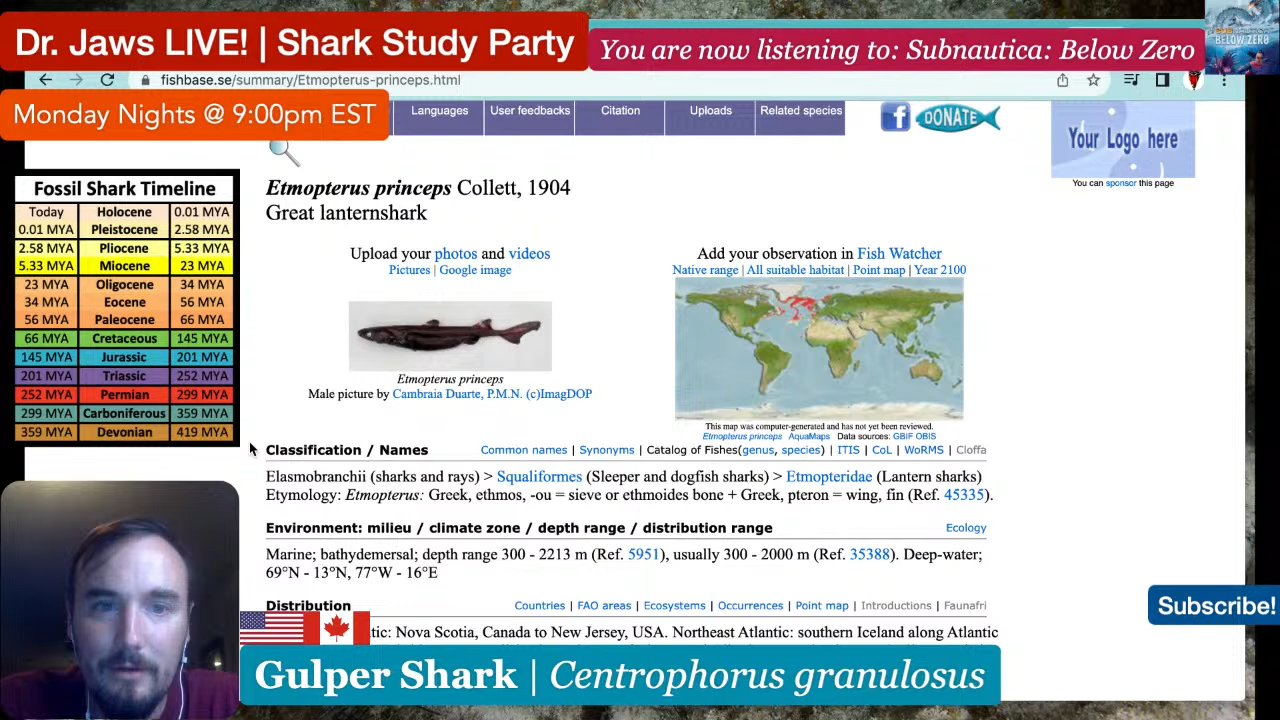 Dr. Jaws LIVE! | Shark Study Party
You are now listening to: Subnautica: Below Zero
BELOW ZERO
fishbase.se/summary/Etmopterus-princeps.html
Monday Nights @ 9:00pm EST
Languages
User feedbacks
Citation
Uploads
Related species
f
DONATE
Your Logo here
You can sponsor this page
Etmopterus princeps Collett, 1904
Great lanternshark
Fossil Shark Timeline
Today Holocene 0.01 MYA
0.01 MYA Pleistocene 2.58 MYA
2.58 MYA Pliocene 5.33 MYA
5.33 MYA Miocene 23 MYA
23 MYA Oligocene 34 MYA
34 MYA Eocene 56 MYA
56 MYA Paleocene 66 MYA
66 MYA Cretaceous 145 MYA
145 MYA Jurassic 201 MYA
201 MYA Triassic 252 MYA
252 MYA Permian 299 MYA
299 MYA Carboniferous 359 MYA
359 MYA Devonian 419 MYA
Upload your photos and videos
Pictures | Google image
Etmopterus princeps
Male picture by Cambraia Duarte, P.M.N. (c)ImagDOP
Add your observation in Fish Watcher
Native range | All suitable habitat | Point map | Year 2100
This map was computer-generated and has not yet been reviewed.
Etmopterus princeps AquaMaps Data sources: GBIF OBIS
Classification / Names Common names | Synonyms | Catalog of Fishes(genus, species) | ITIS | CoL | WoRMS | Cloffa
Elasmobranchii (sharks and rays) > Squaliformes (Sleeper and dogfish sharks) > Etmopteridae (Lantern sharks)
Etymology: Etmopterus: Greek, ethmos, -ou = sieve or ethmoides bone + Greek, pteron = wing, fin (Ref. 45335).
Environment: milieu / climate zone / depth range / distribution range Ecology
Marine; bathydemersal; depth range 300 - 2213 m (Ref. 5951), usually 300 - 2000 m (Ref. 35388). Deep-water;
69°N - 13°N, 77°W - 16°E
Distribution Countries | FAO areas | Ecosystems | Occurrences | Point map | Introductions | Faunafri
tic: Nova Scotia, Canada to New Jersey, USA. Northeast Atlantic: southern Iceland along Atlantic
Subscribe!
Gulper Shark | Centrophorus granulosus